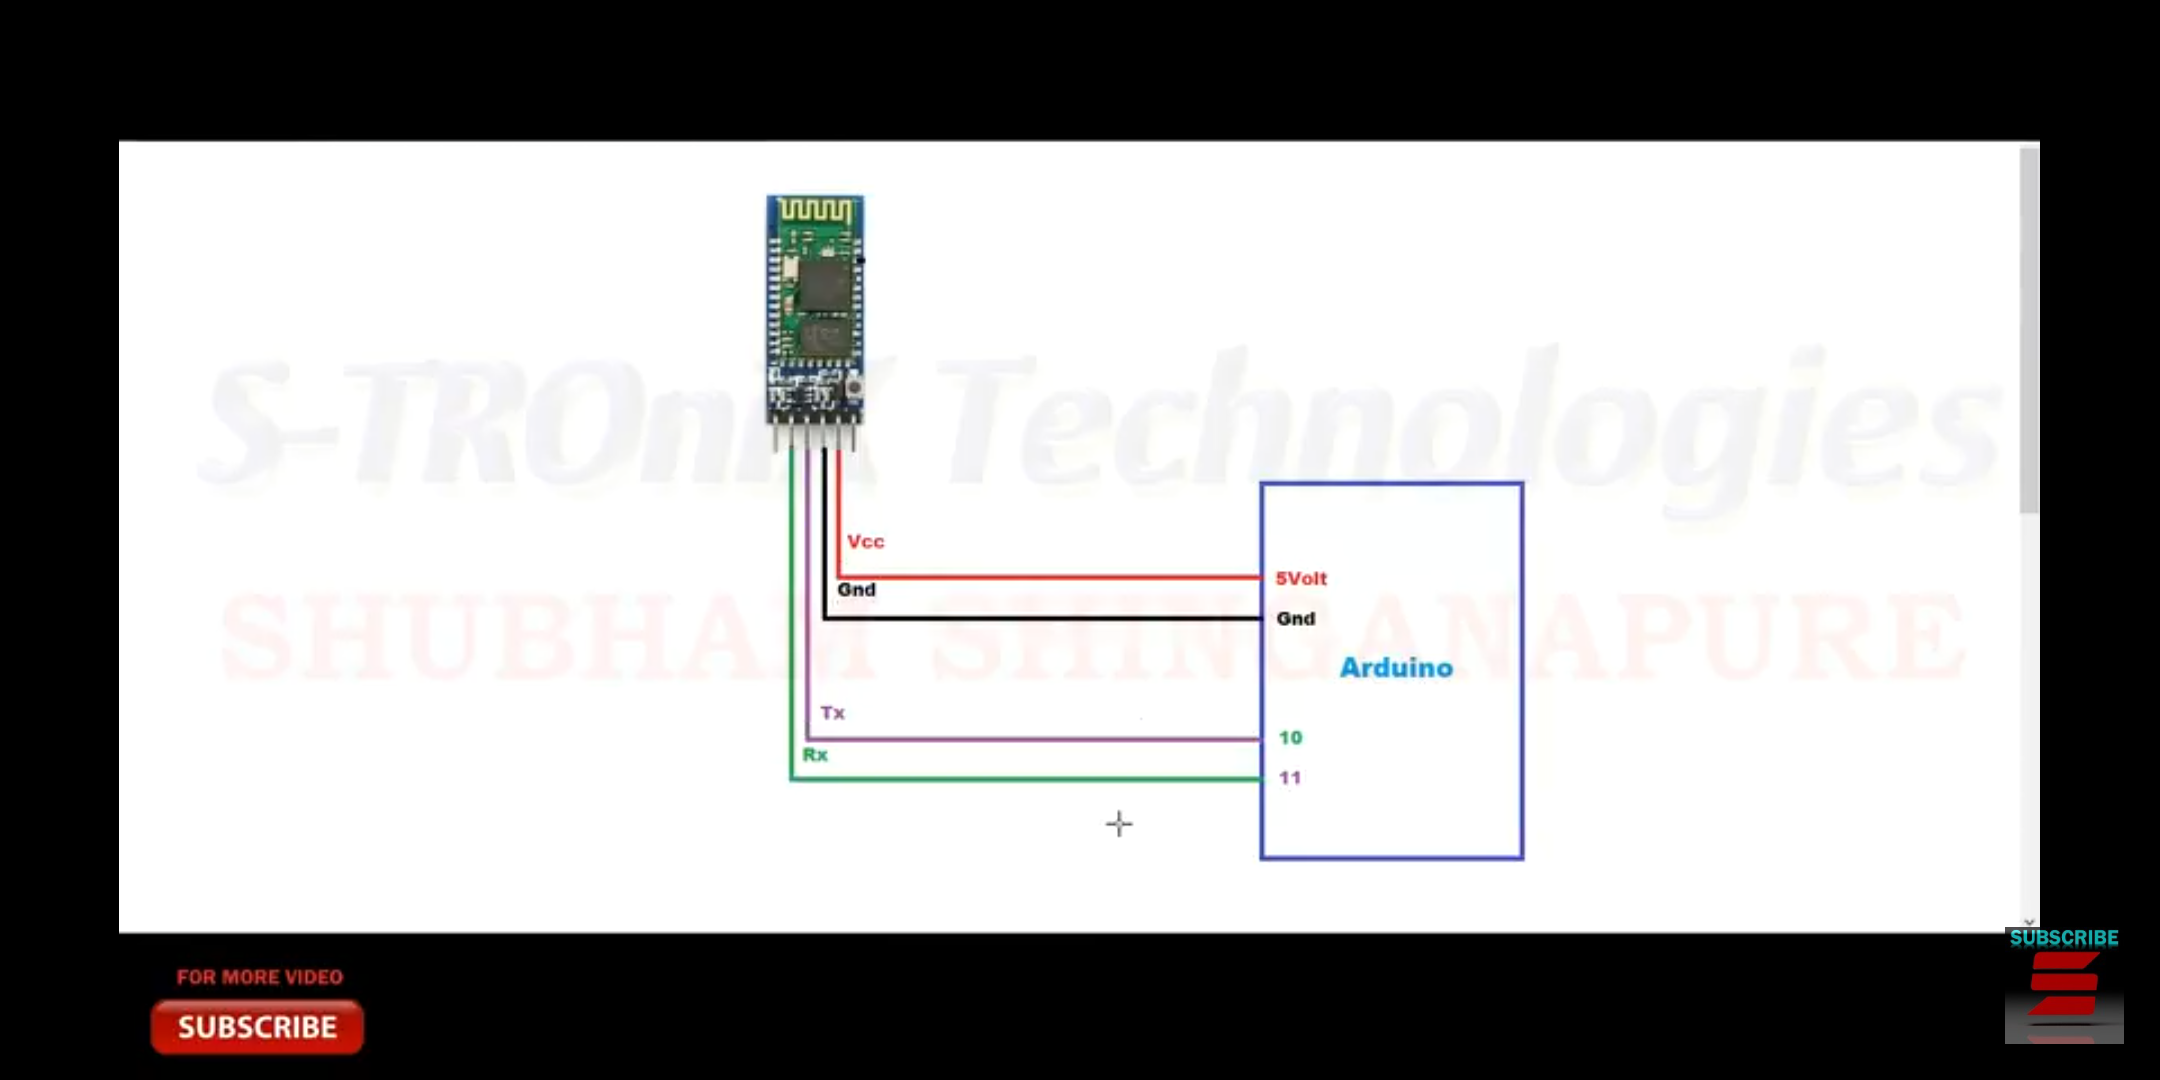 S-TROniX Technologies
Vcc
5Volt
Gnd
Gnd
SHUBHAM SHINGANAPURE
Arduino
Tx
10
Rx
11
SUBSCRIBE
FOR MORE VIDEO
SUBSCRIBE